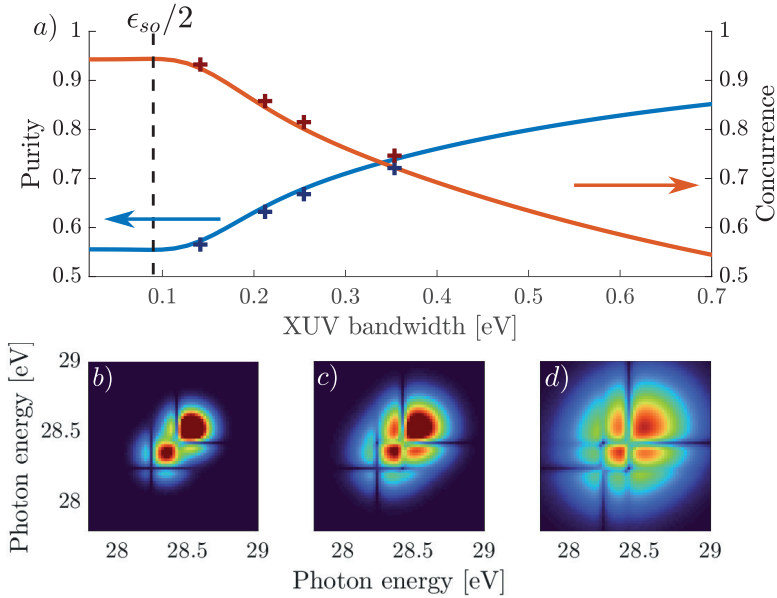 a)
ϵso/2
1
0.9
0.8
0.7
0.6
0.5
Purity
1
0.9
0.8
0.7
0.6
0.5
Concurrence
0.1 0.2 0.3 0.4 0.5 0.6 0.7
XUV bandwidth [eV]
b) c) d)
29
28.5
28
Photon energy [eV]
28 28.5 29 28 28.5 29 28 28.5 29
Photon energy [eV]